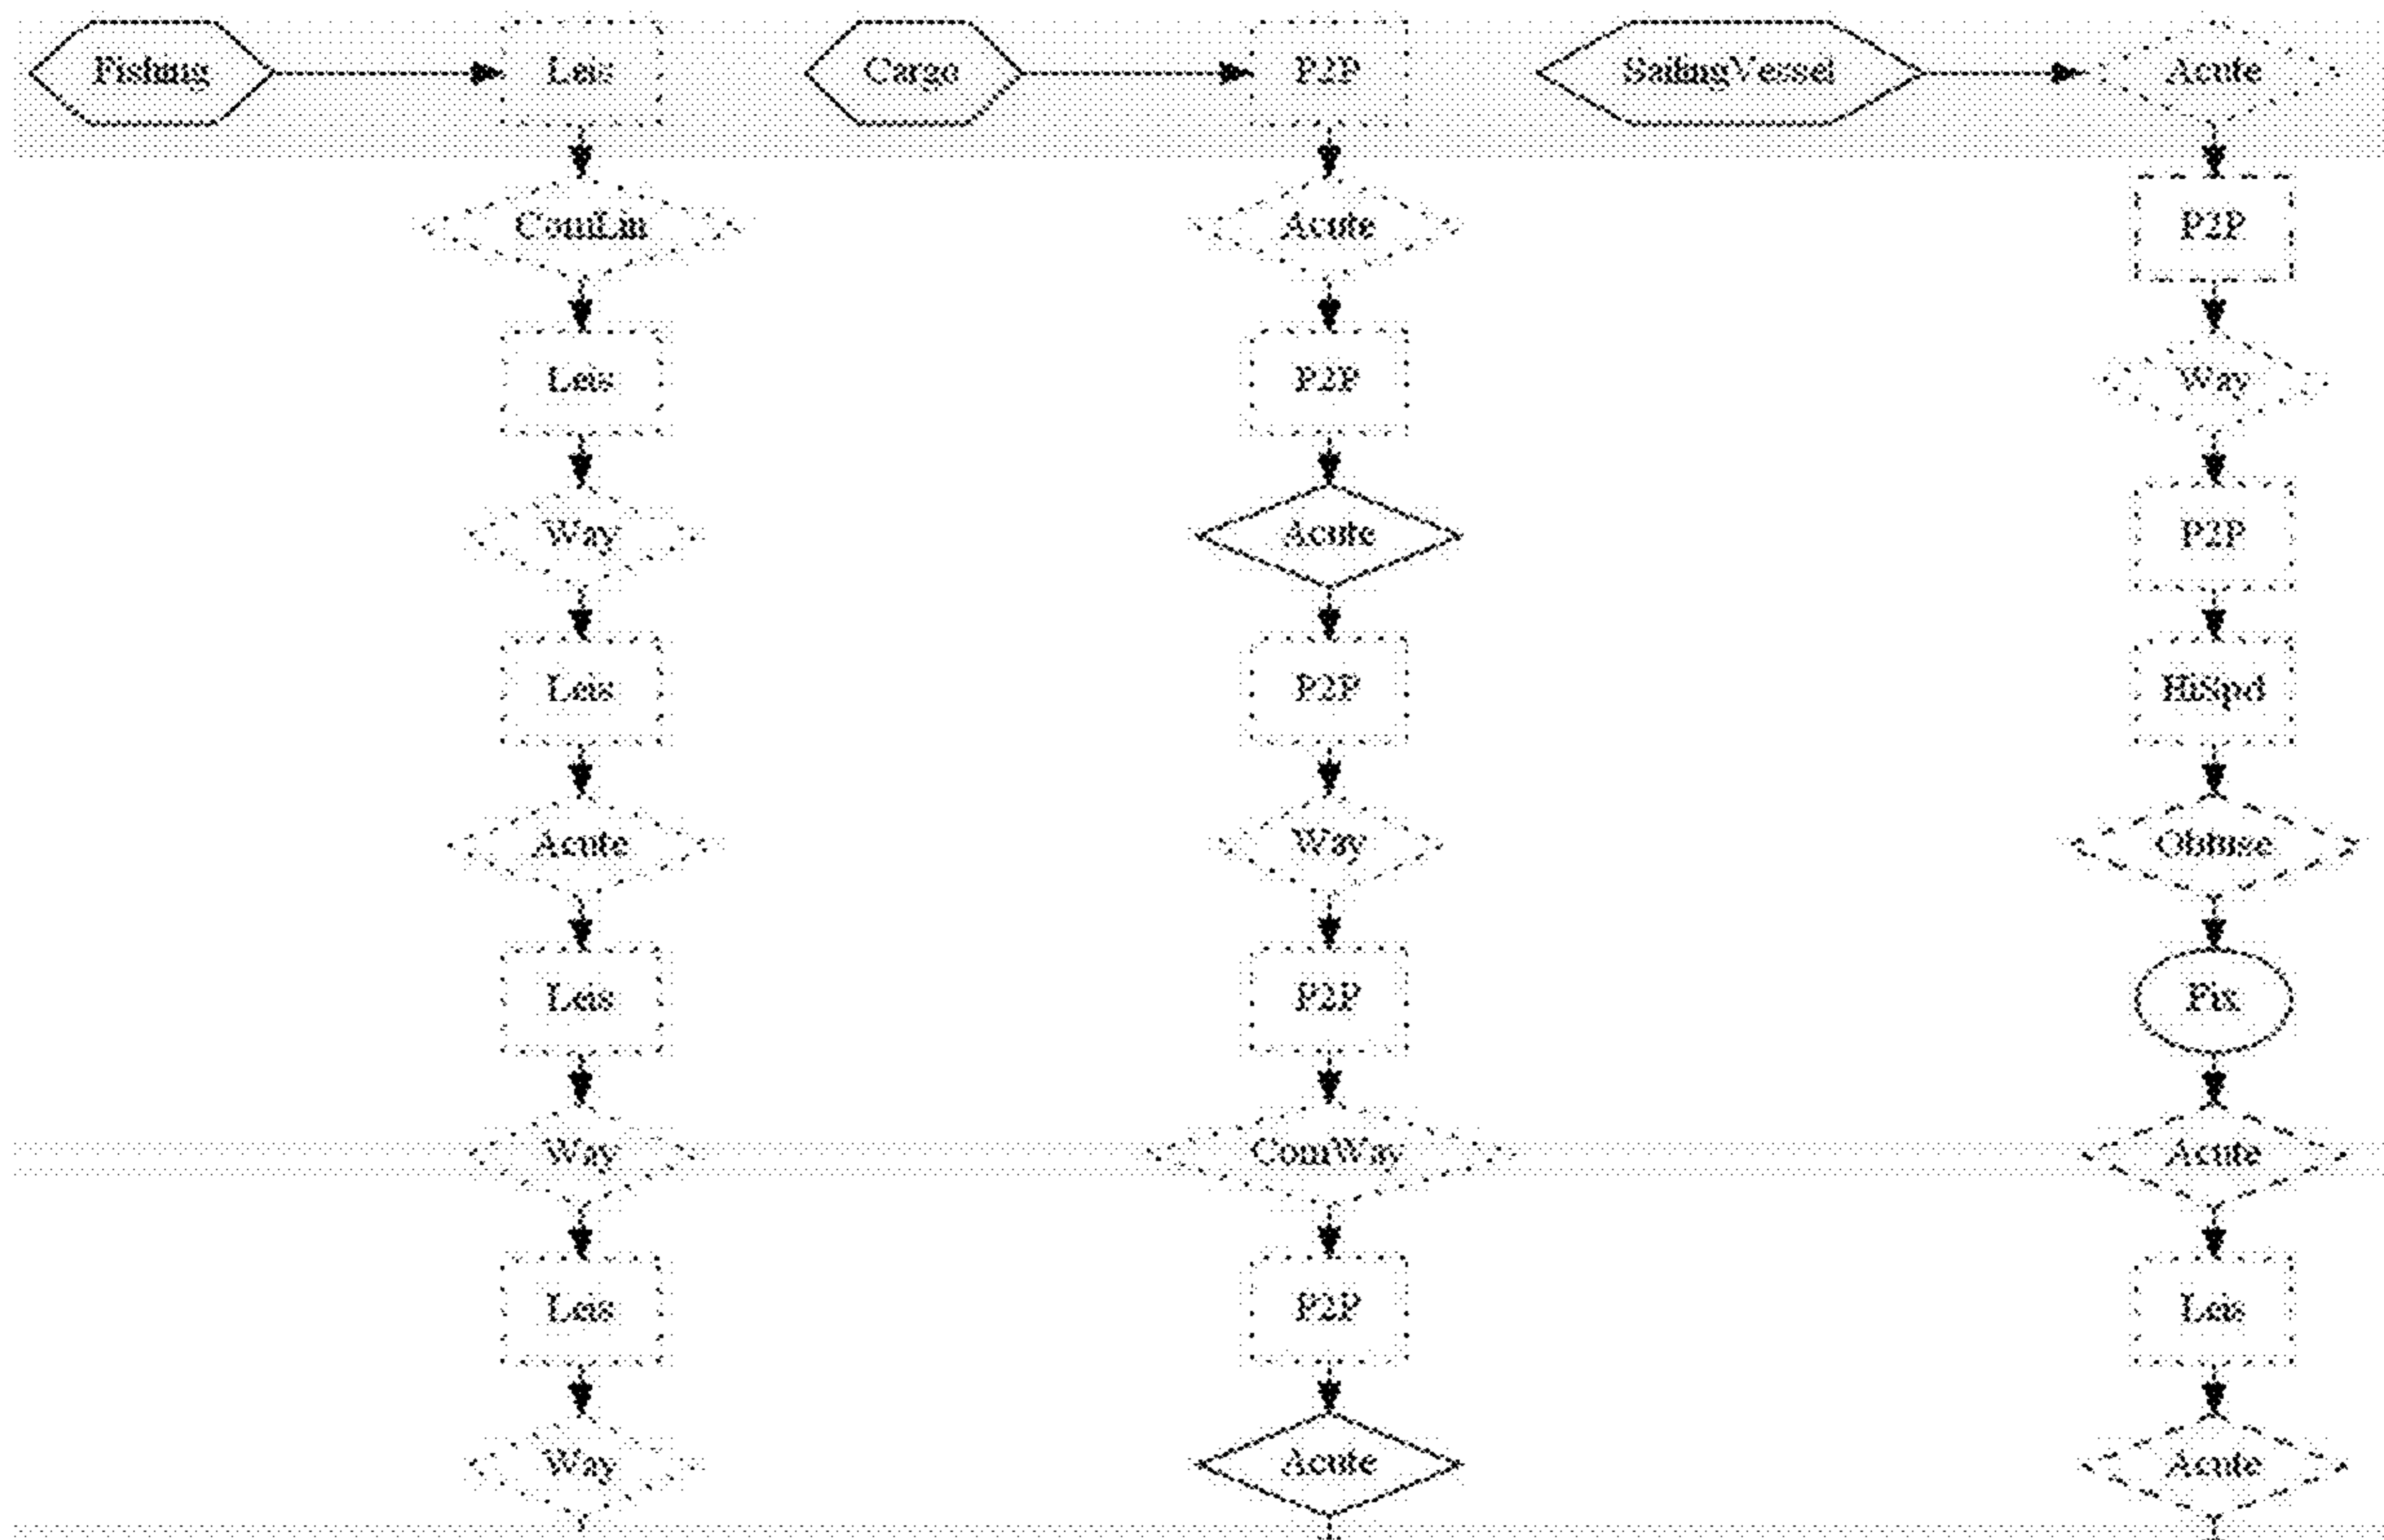 Fishing Leis Cargo P2P SailingVessel Acute
ComLin Acute P2P
Leis P2P Way
Way Acute P2P
Leis P2P HiSpd
Acute Way Obtuse
Leis P2P Fix
Way ComWay Acute
Leis P2P Leis
Way Acute Acute